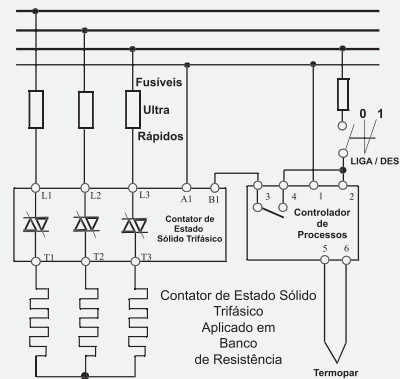 Fusíveis
Ultra
Rápidos
0 1
LIGA / DES
L1 L2 L3 A1 B1
3 4 1 2
Contator de
Estado
Sólido Trifásico
Controlador
de
Processos
T1 T2 T3
5 6
Contator de Estado Sólido
Trifásico
Aplicado em
Banco
de Resistência
Termopar